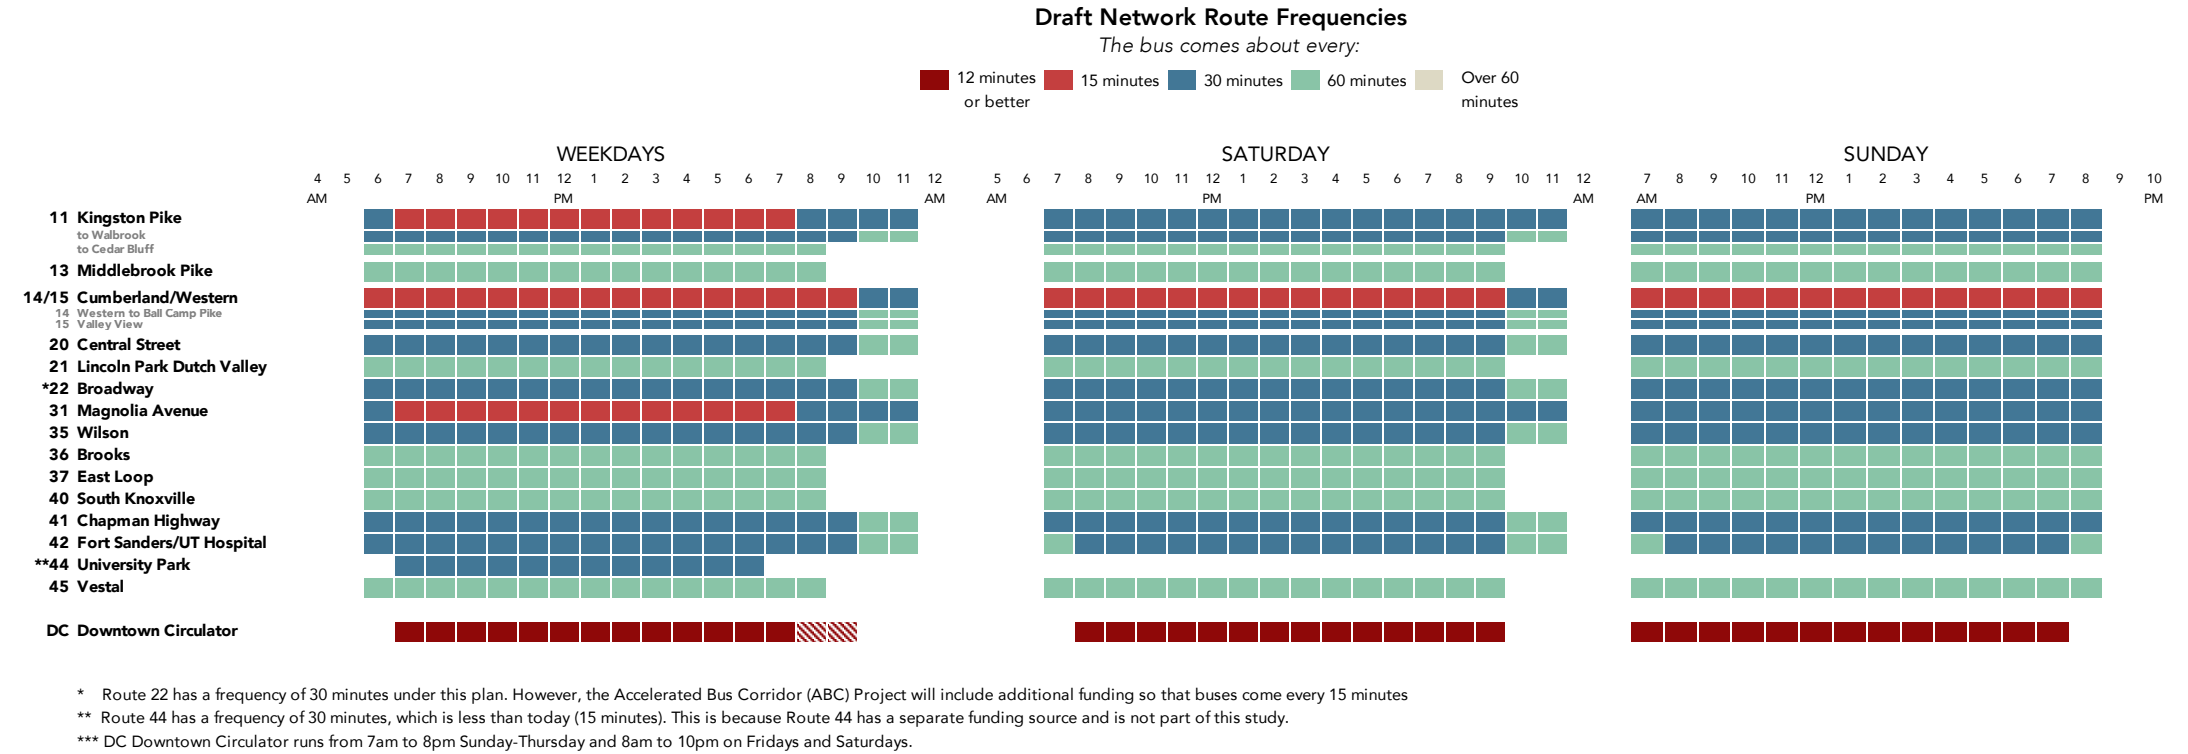 Draft Network Route Frequencies
The bus comes about every:
12 minutes or better 15 minutes 30 minutes 60 minutes Over 60 minutes
WEEKDAYS SATURDAY SUNDAY
4 5 6 7 8 9 10 11 12 1 2 3 4 5 6 7 8 9 10 11 12 5 6 7 8 9 10 11 12 1 2 3 4 5 6 7 8 9 10 11 12 7 8 9 10 11 12 1 2 3 4 5 6 7 8 9 10
AM PM AM AM PM AM AM PM PM
11 Kingston Pike
to Walbrook
to Cedar Bluff
13 Middlebrook Pike
14/15 Cumberland/Western
14 Western to Ball Camp Pike
15 Valley View
20 Central Street
21 Lincoln Park Dutch Valley
*22 Broadway
31 Magnolia Avenue
35 Wilson
36 Brooks
37 East Loop
40 South Knoxville
41 Chapman Highway
42 Fort Sanders/UT Hospital
**44 University Park
45 Vestal
DC Downtown Circulator
* Route 22 has a frequency of 30 minutes under this plan. However, the Accelerated Bus Corridor (ABC) Project will include additional funding so that buses come every 15 minutes
** Route 44 has a frequency of 30 minutes, which is less than today (15 minutes). This is because Route 44 has a separate funding source and is not part of this study.
*** DC Downtown Circulator runs from 7am to 8pm Sunday-Thursday and 8am to 10pm on Fridays and Saturdays.